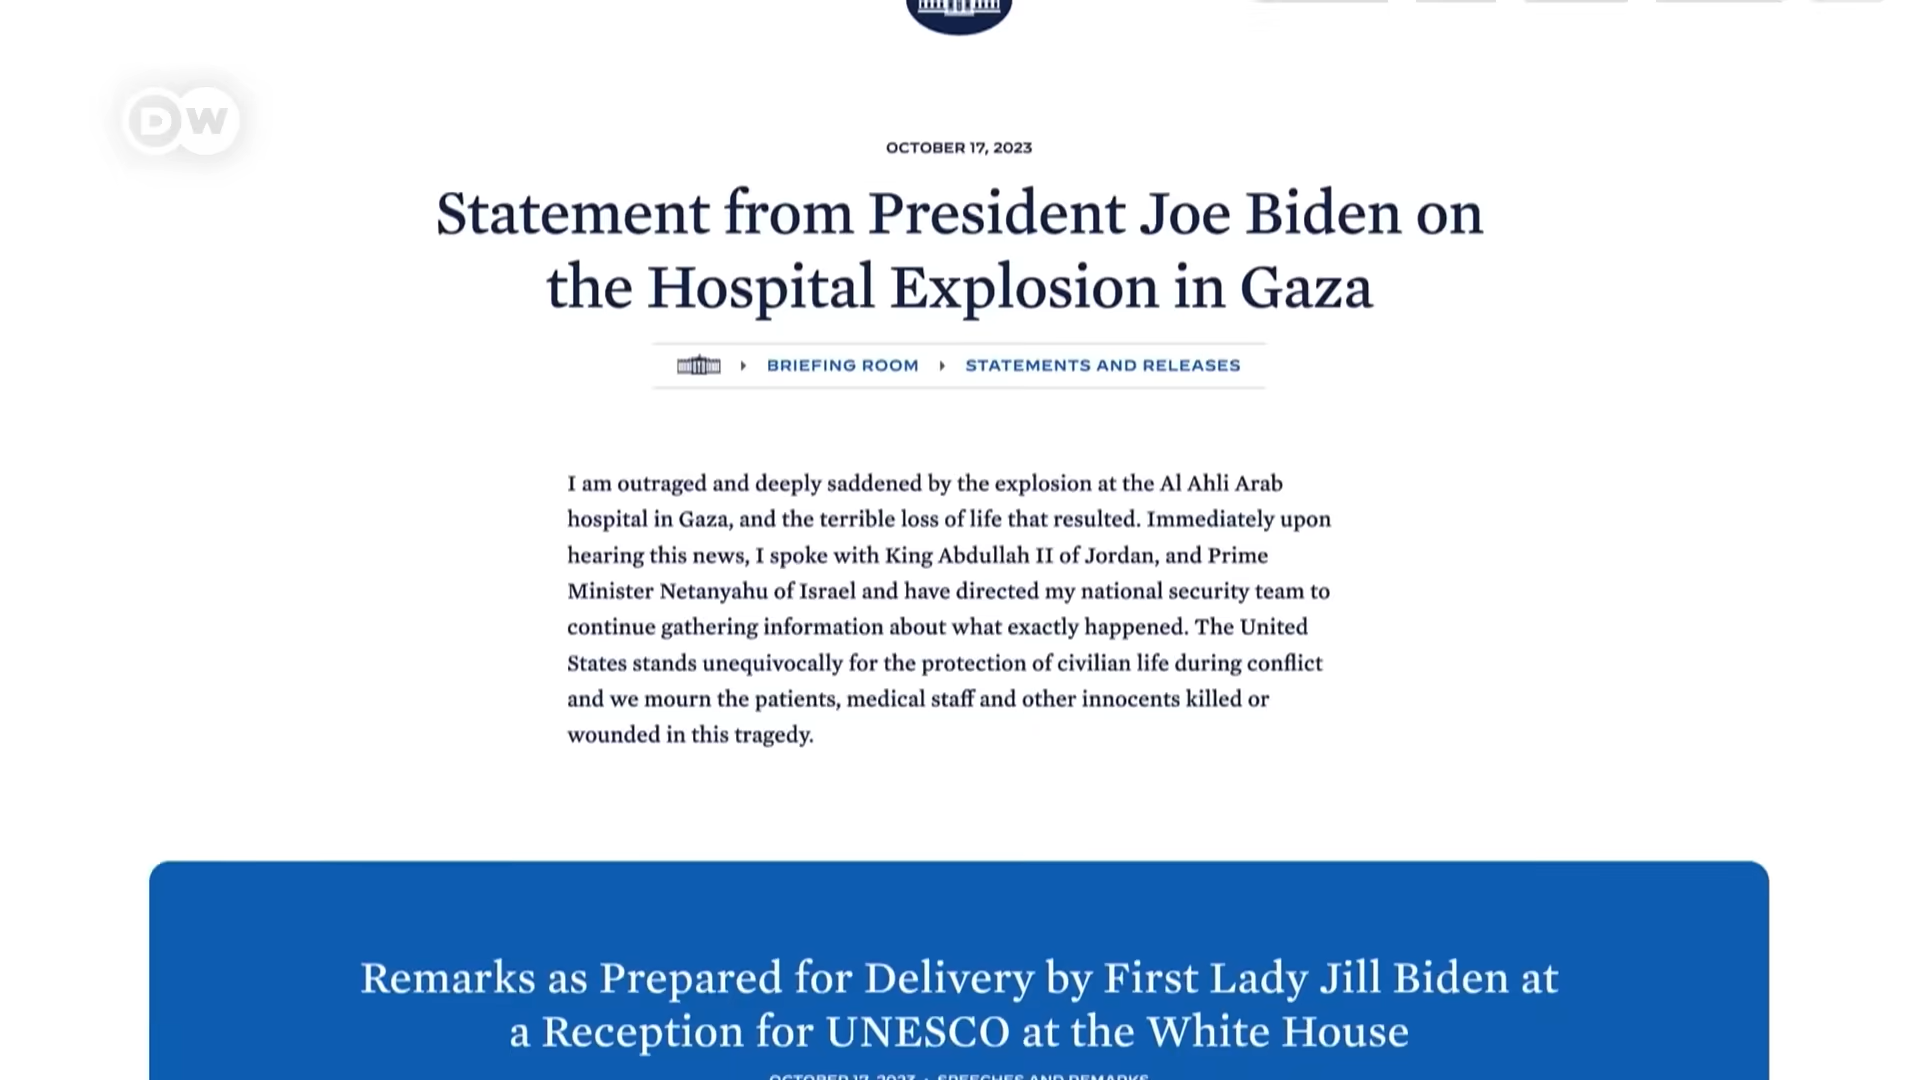 DW
OCTOBER 17, 2023
Statement from President Joe Biden on
the Hospital Explosion in Gaza
BRIEFING ROOM STATEMENTS AND RELEASES
I am outraged and deeply saddened by the explosion at the Al Ahli Arab
hospital in Gaza, and the terrible loss of life that resulted. Immediately upon
hearing this news, I spoke with King Abdullah II of Jordan, and Prime
Minister Netanyahu of Israel and have directed my national security team to
continue gathering information about what exactly happened. The United
States stands unequivocally for the protection of civilian life during conflict
and we mourn the patients, medical staff and other innocents killed or
wounded in this tragedy.
Remarks as Prepared for Delivery by First Lady Jill Biden at
a Reception for UNESCO at the White House
OCTOBER 17, 2023 • SPEECHES AND REMARKS